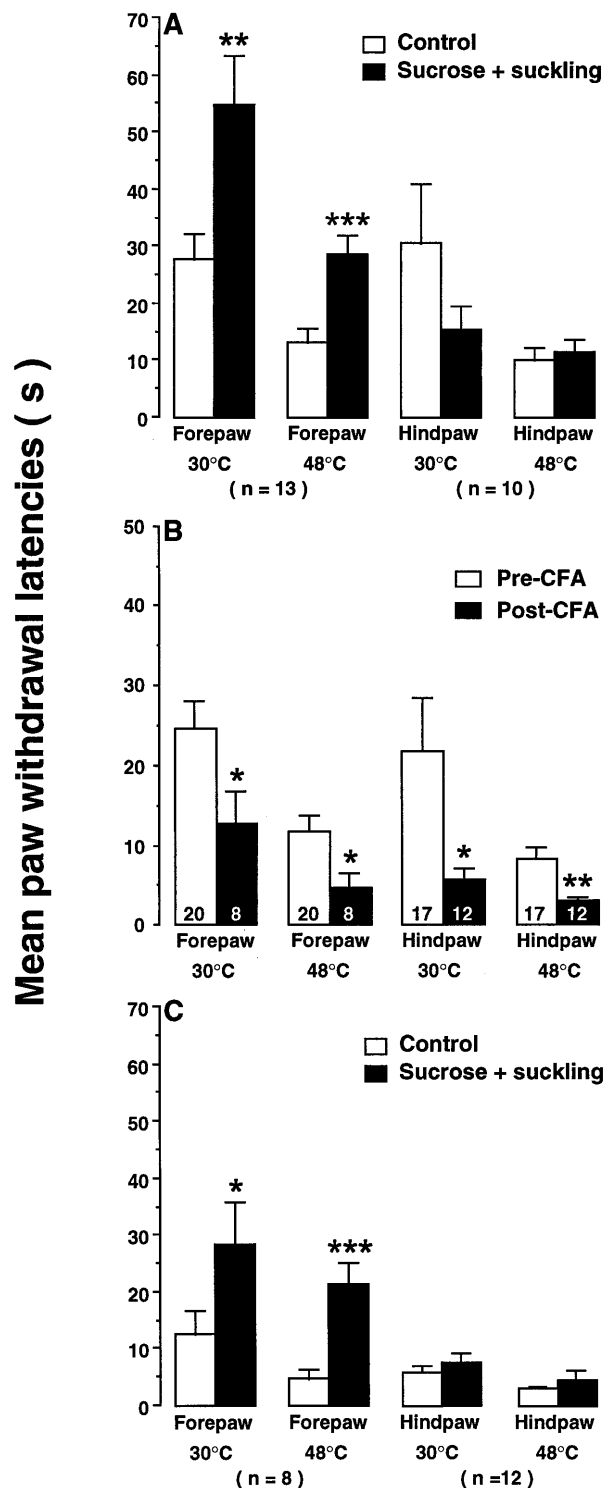 Mean paw withdrawal latencies ( s )
A
70
60
50
40
30
20
10
0
Control
Sucrose + suckling
**
***
Forepaw Forepaw Hindpaw Hindpaw
30°C 48°C 30°C 48°C
( n = 13 ) ( n = 10 )
B
50
40
30
20
10
0
Pre-CFA
Post-CFA
* * * **
20 8 20 8 17 12 17 12
Forepaw Forepaw Hindpaw Hindpaw
30°C 48°C 30°C 48°C
C
70
60
50
40
30
20
10
0
Control
Sucrose + suckling
*
***
Forepaw Forepaw Hindpaw Hindpaw
30°C 48°C 30°C 48°C
( n = 8 ) ( n =12 )